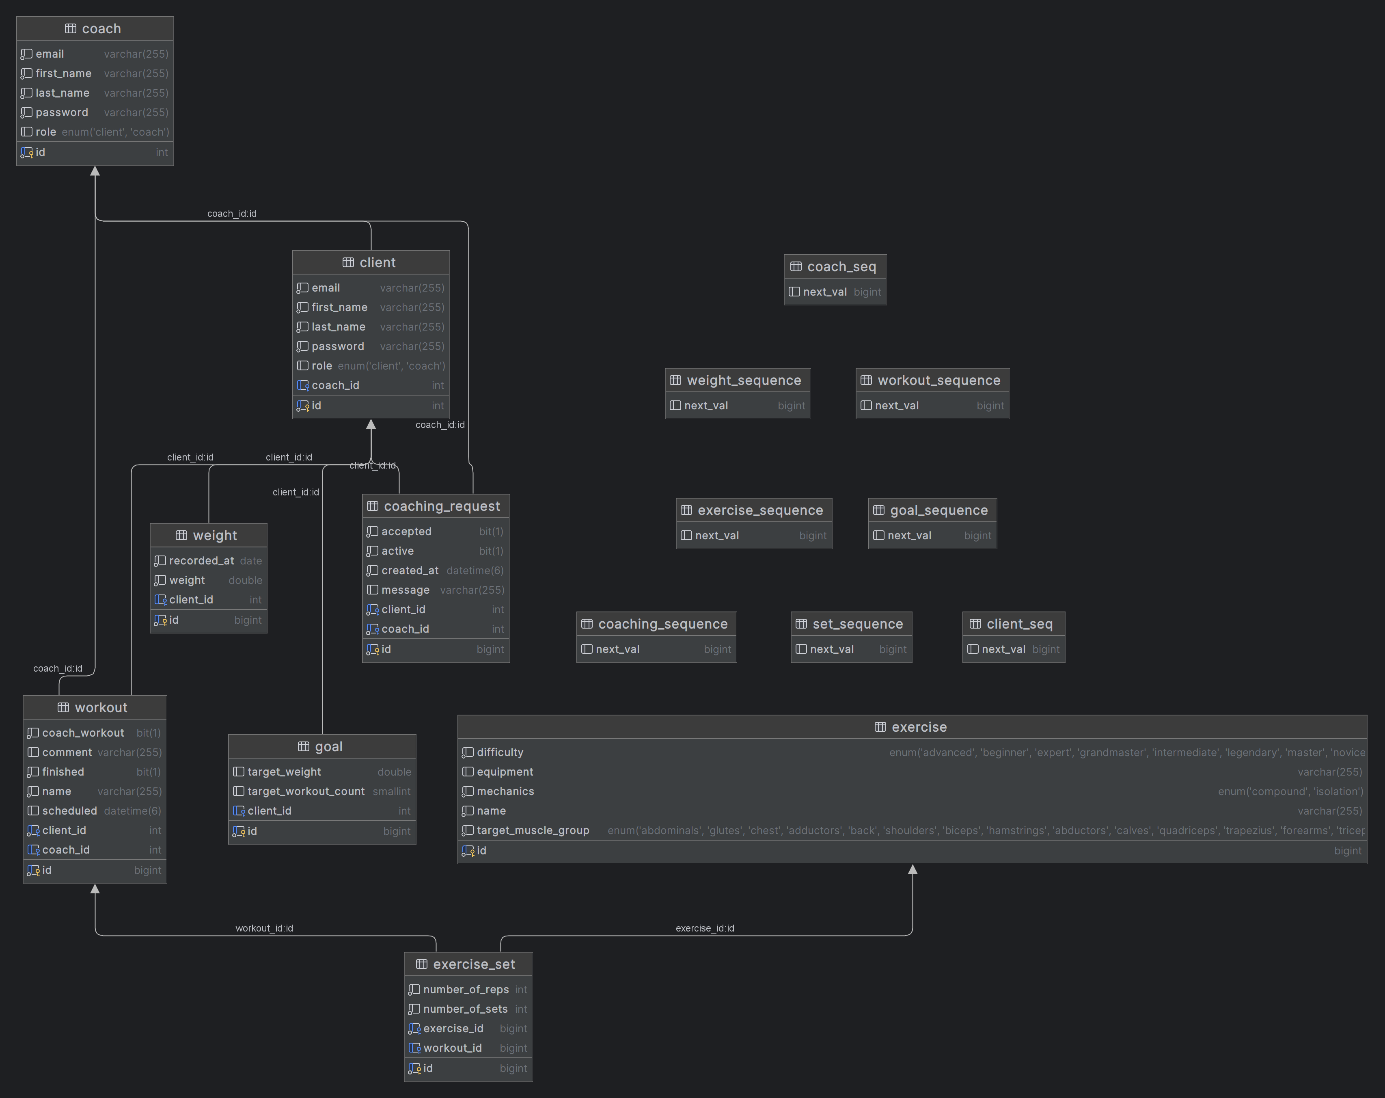 coach
email varchar(255)
first_name varchar(255)
last_name varchar(255)
password varchar(255)
role enum('client', 'coach')
id int
coach_id:id
client
email varchar(255)
first_name varchar(255)
last_name varchar(255)
password varchar(255)
role enum('client', 'coach')
coach_id int
id int
coach_seq
next_val bigint
weight_sequence
next_val bigint
workout_sequence
next_val bigint
coach_id:id
client_id:id
client_id:id
client_id:id
client_id:id
coaching_request
accepted bit(1)
active bit(1)
created_at datetime(6)
message varchar(255)
client_id int
coach_id int
id bigint
exercise_sequence
next_val bigint
goal_sequence
next_val bigint
weight
recorded_at date
weight double
client_id int
id bigint
coaching_sequence
next_val bigint
set_sequence
next_val bigint
client_seq
next_val bigint
coach_id:id
workout
coach_workout bit(1)
comment varchar(255)
finished bit(1)
name varchar(255)
scheduled datetime(6)
client_id int
coach_id int
id bigint
goal
target_weight double
target_workout_count smallint
client_id int
id bigint
exercise
difficulty enum('advanced', 'beginner', 'expert', 'grandmaster', 'intermediate', 'legendary', 'master', 'novice
equipment varchar(255)
mechanics enum('compound', 'isolation')
name varchar(255)
target_muscle_group enum('abdominals', 'glutes', 'chest', 'adductors', 'back', 'shoulders', 'biceps', 'hamstrings', 'abductors', 'calves', 'quadriceps', 'trapezius', 'forearms', 'tricep
id bigint
workout_id:id
exercise_id:id
exercise_set
number_of_reps int
number_of_sets int
exercise_id bigint
workout_id bigint
id bigint